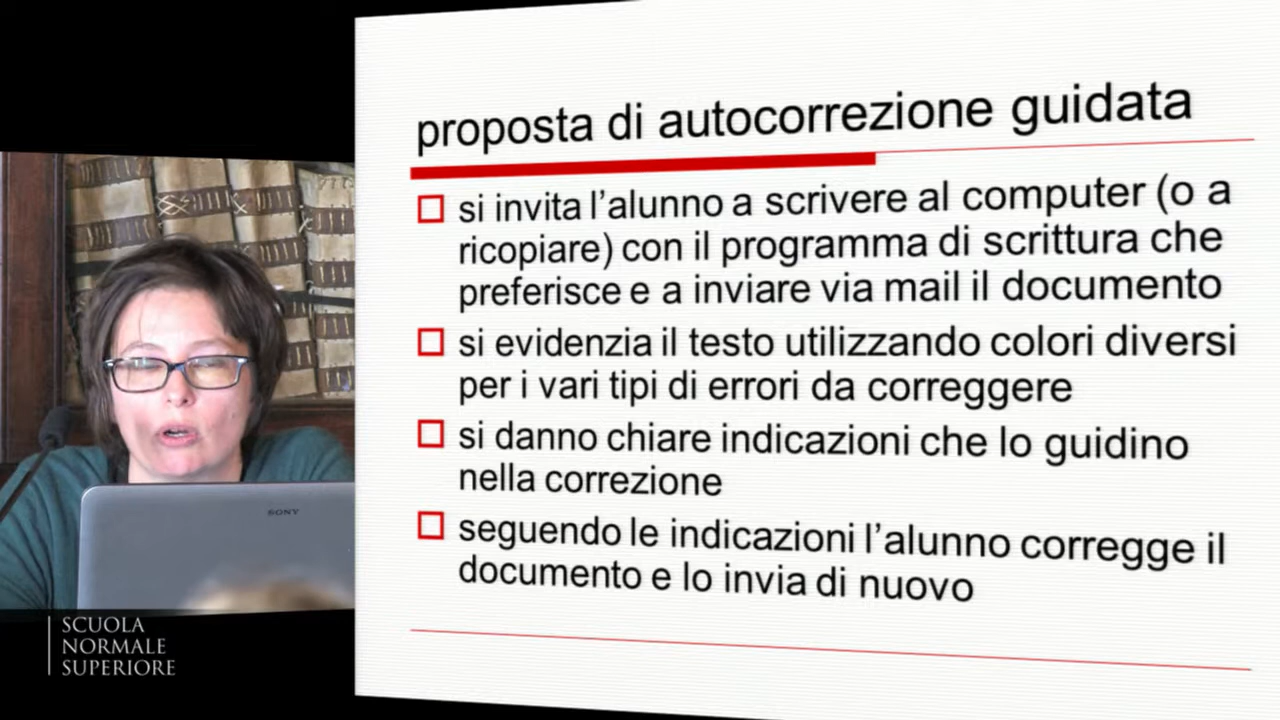 proposta di autocorrezione guidata
si invita l'alunno a scrivere al computer (o a
ricopiare) con il programma di scrittura che
preferisce e a inviare via mail il documento
si evidenzia il testo utilizzando colori diversi
per i vari tipi di errori da correggere
si danno chiare indicazioni che lo guidino
nella correzione
seguendo le indicazioni l'alunno corregge il
documento e lo invia di nuovo
SONY
SCUOLA
NORMALE
SUPERIORE